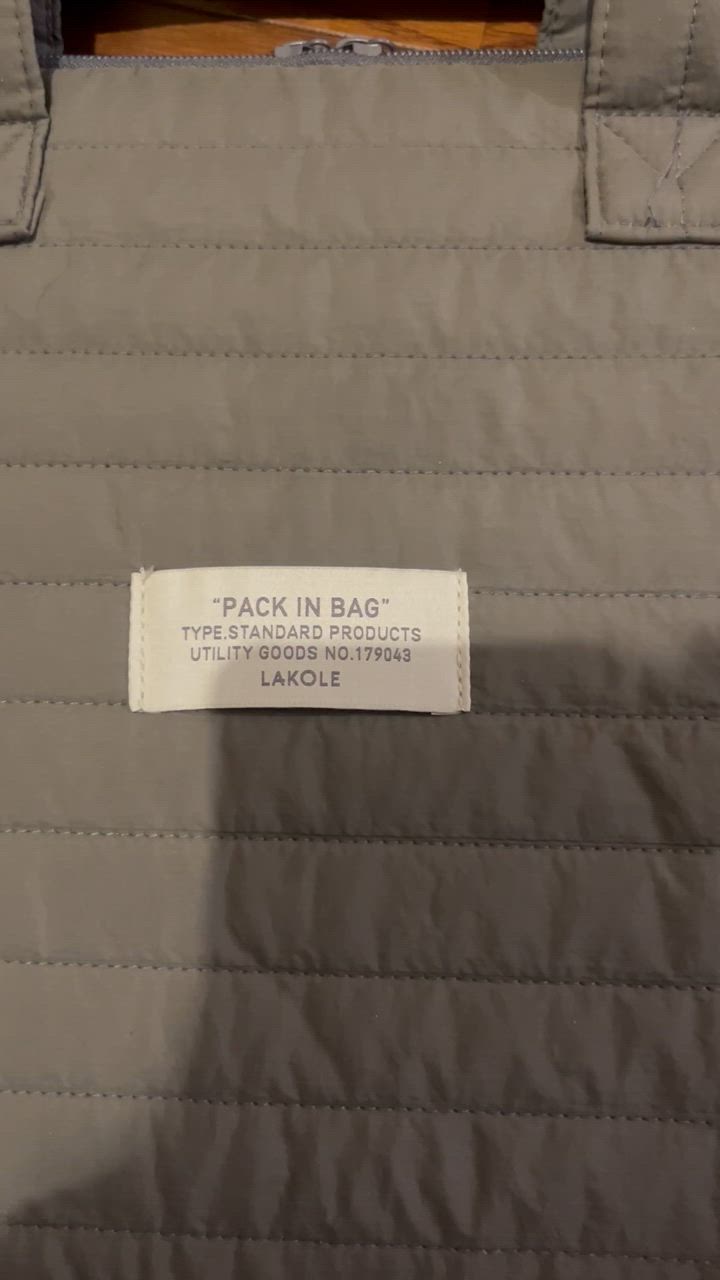 “PACK IN BAG”
TYPE.STANDARD PRODUCTS
UTILITY GOODS NO.179043
LAKOLE